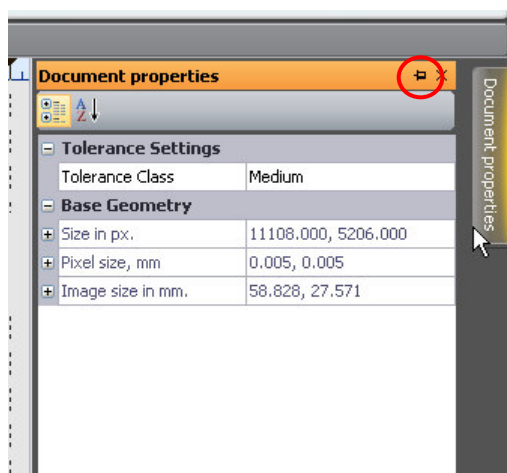 Document properties
Tolerance Settings
Tolerance Class Medium
Base Geometry
Size in px. 11108.000, 5206.000
Pixel size, mm 0.005, 0.005
Image size in mm. 58.828, 27.571
Document properties